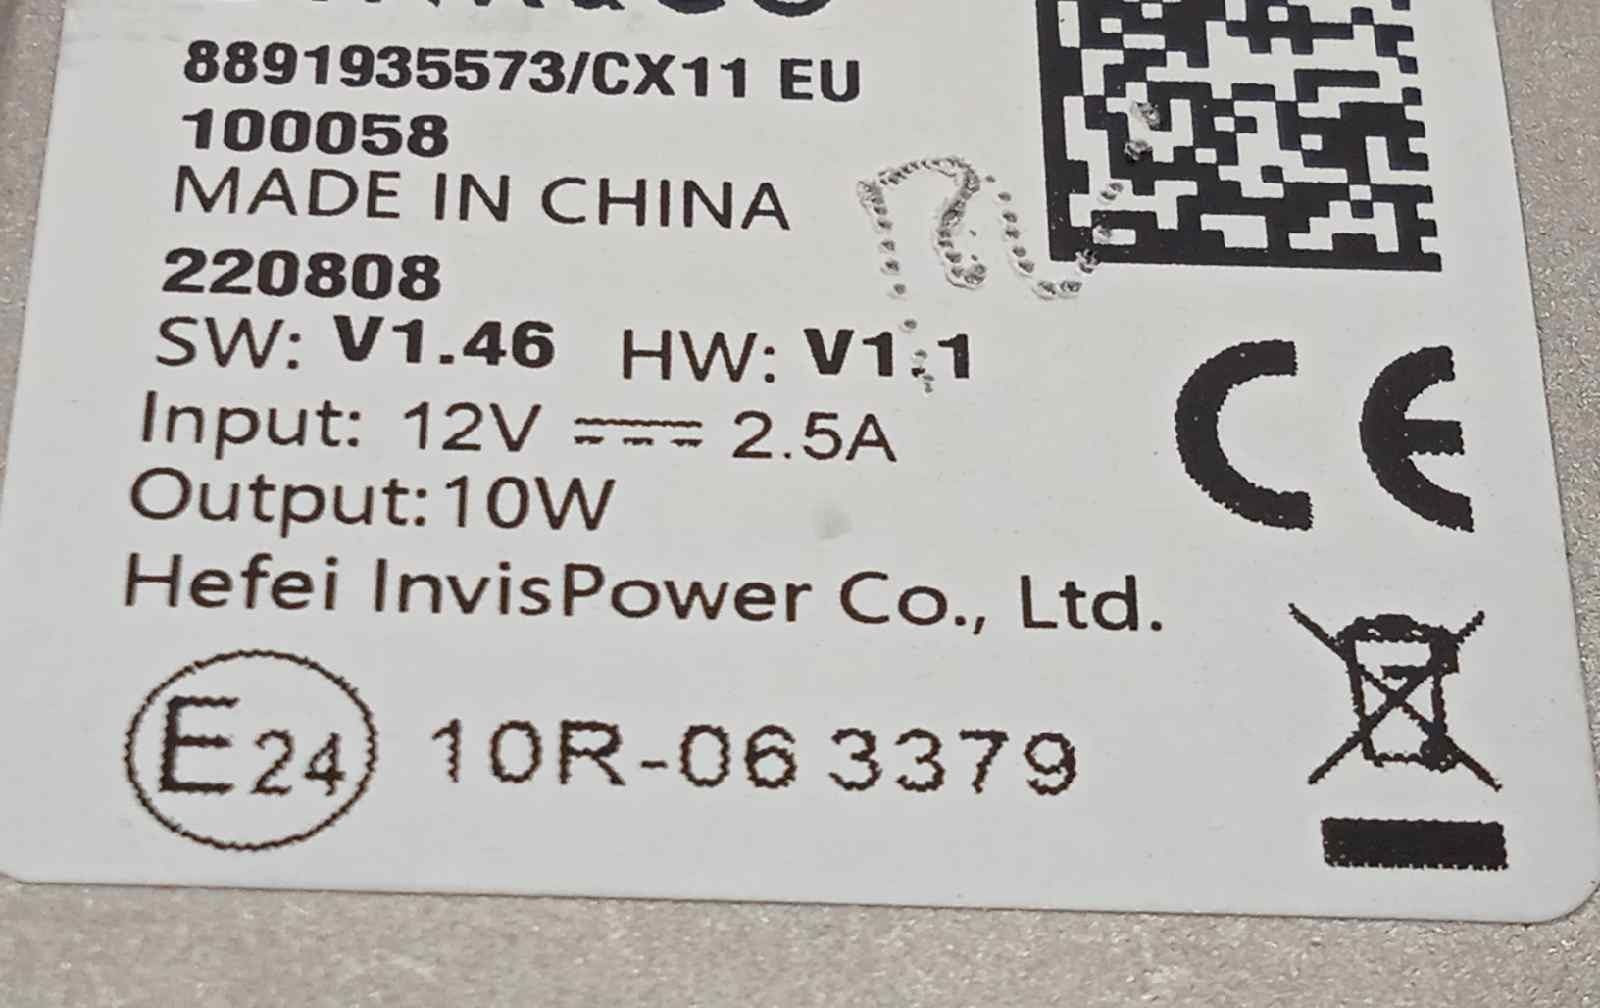 8891935573/CX11 EU
100058
MADE IN CHINA
220808
SW: V1.46 HW: V1.1
Input: 12V ⎓ 2.5A
Output:10W
Hefei InvisPower Co., Ltd.
E24 10R-06 3379
CE